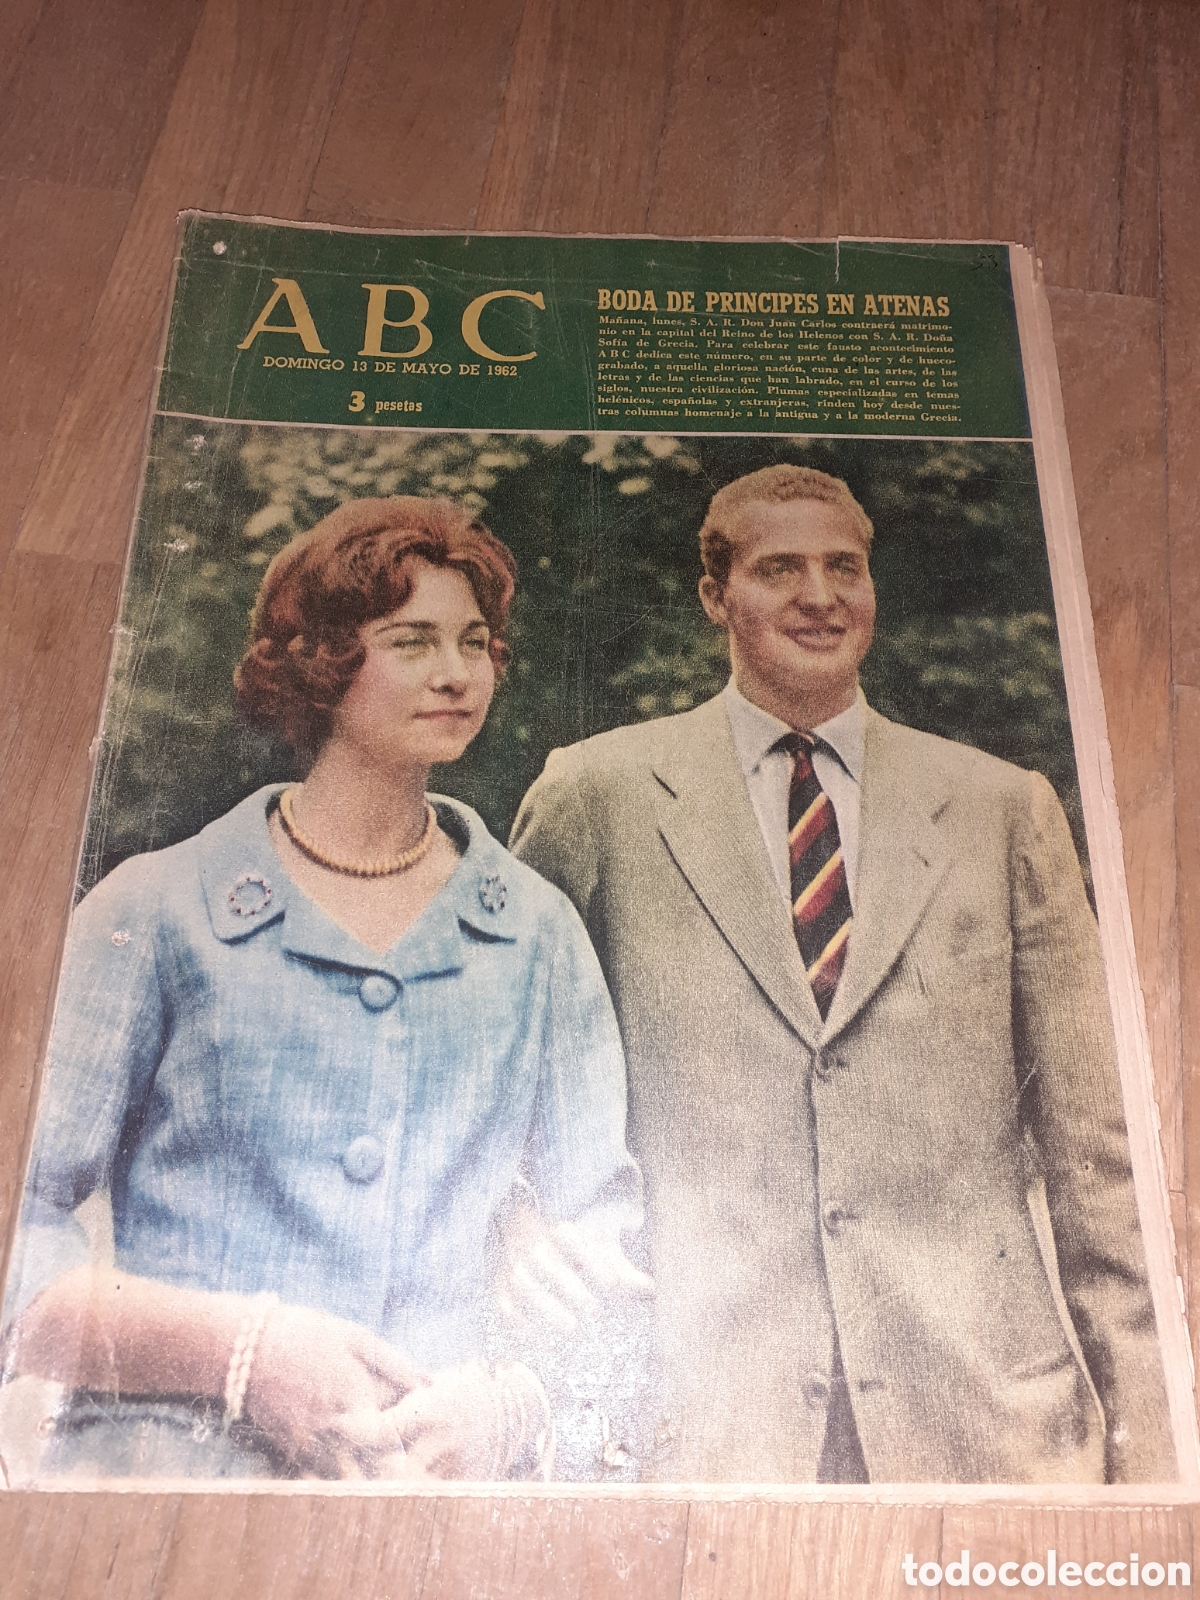 ABC
DOMINGO 13 DE MAYO DE 1962
3 pesetas
BODA DE PRINCIPES EN ATENAS
Mañana, lunes, S. A. R. Don Juan Carlos contraerá matrimo-
nio en la capital del Reino de los Helenos con S. A. R. Doña
Sofía de Grecia. Para celebrar este fausto acontecimiento
A B C dedica este número, en su parte de color y de hueco-
grabado, a aquella gloriosa nación, cuna de las artes, de las
letras y de las ciencias que han labrado, en el curso de los
siglos, nuestra civilización. Plumas especializadas en temas
helénicos, españolas y extranjeras, rinden hoy desde nues-
tras columnas homenaje a la antigua y a la moderna Grecia.
todocoleccion